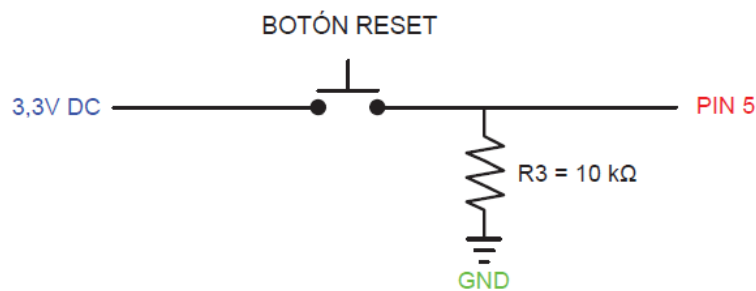 BOTÓN RESET
3,3V DC
PIN 5
R3 = 10 kΩ
GND